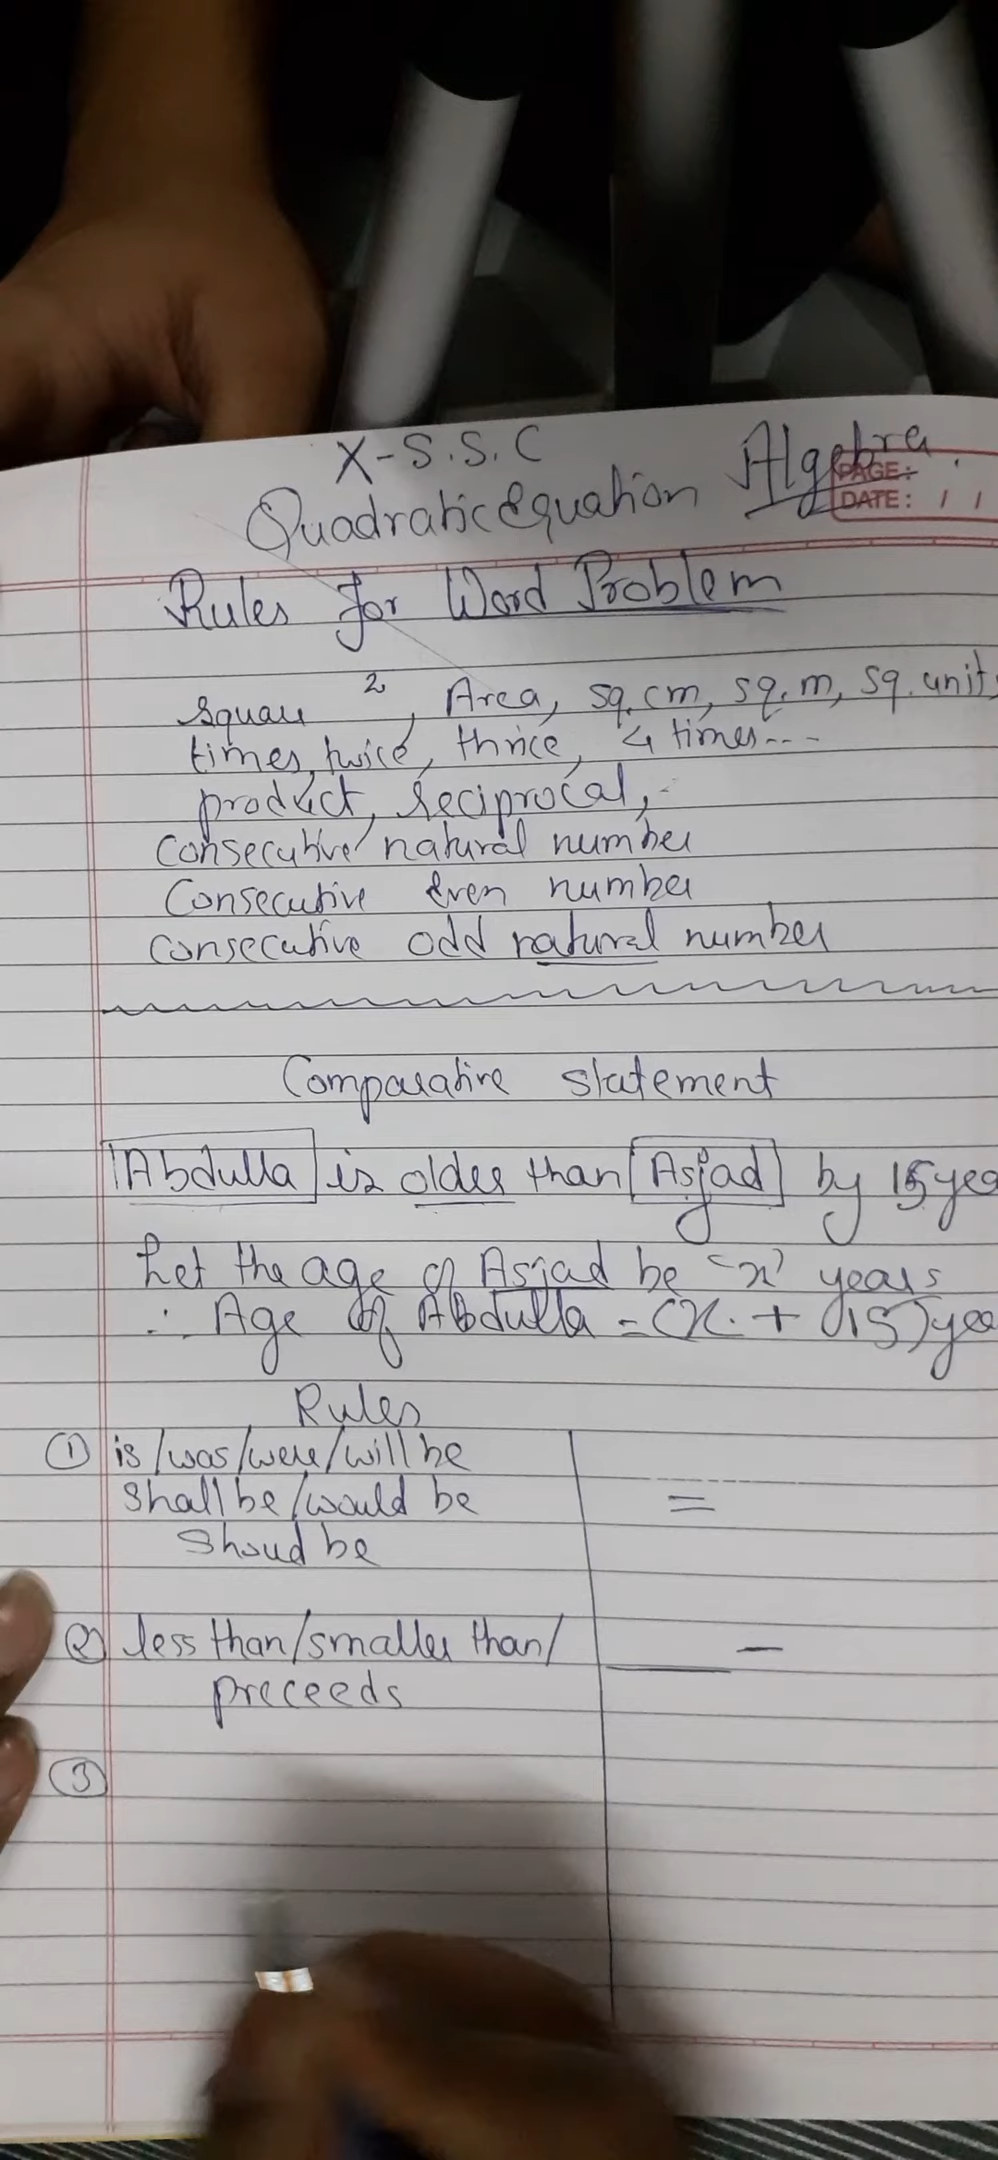 X-S.S.C
Algebra
PAGE:
DATE: / /
Quadratic equation
Rules for Word Problem
square ², Area, sq.cm, sq.m, sq.unit,
times, twice, thrice, 4 times---
product, reciprocal,
consecutive natural number
Consecutive Even number
consecutive odd natural number
Comparative statement
Abdulla is older than Asjad by 15 yea
Let the age of Asjad be 'x' years
∴ Age of Abdulla = (x + 15) yea
Rules
① is/was/were/will be
shall be/would be =
shoud be
② less than/smaller than/ —
preceeds
③